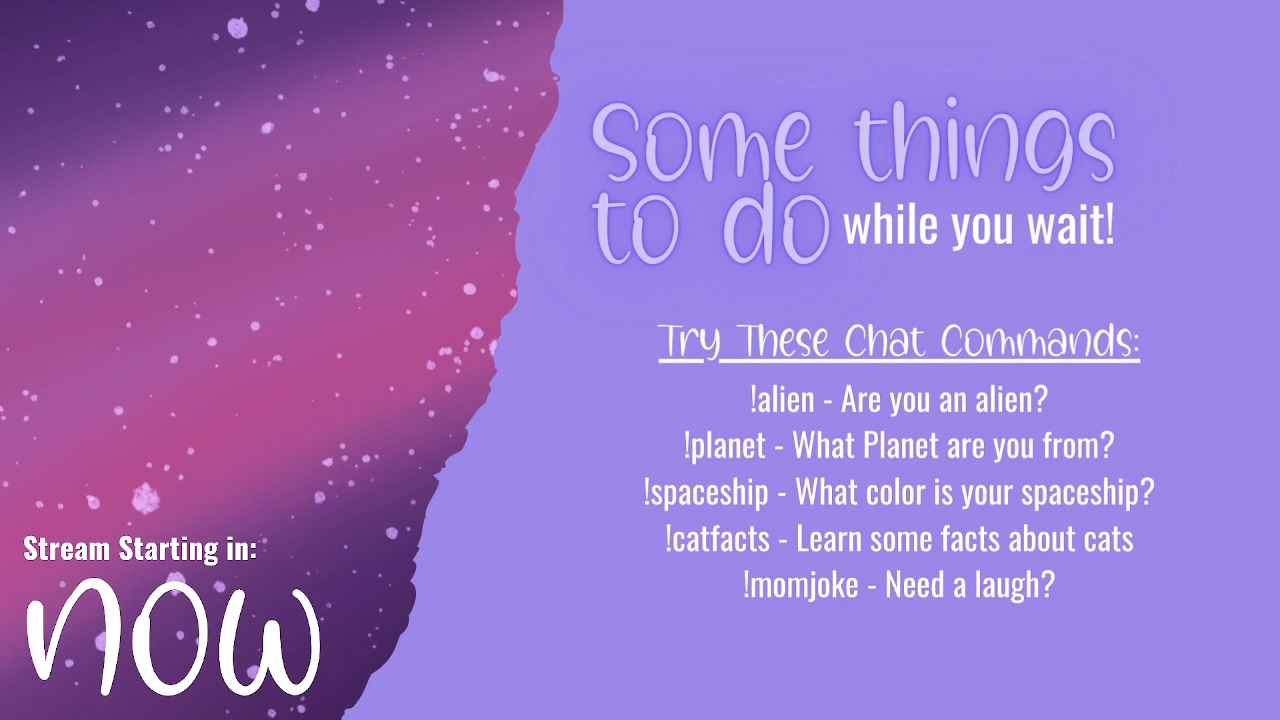 Some things
to do while you wait!
Try These Chat Commands:
!alien - Are you an alien?
!planet - What Planet are you from?
!spaceship - What color is your spaceship?
!catfacts - Learn some facts about cats
!momjoke - Need a laugh?
Stream Starting in:
now